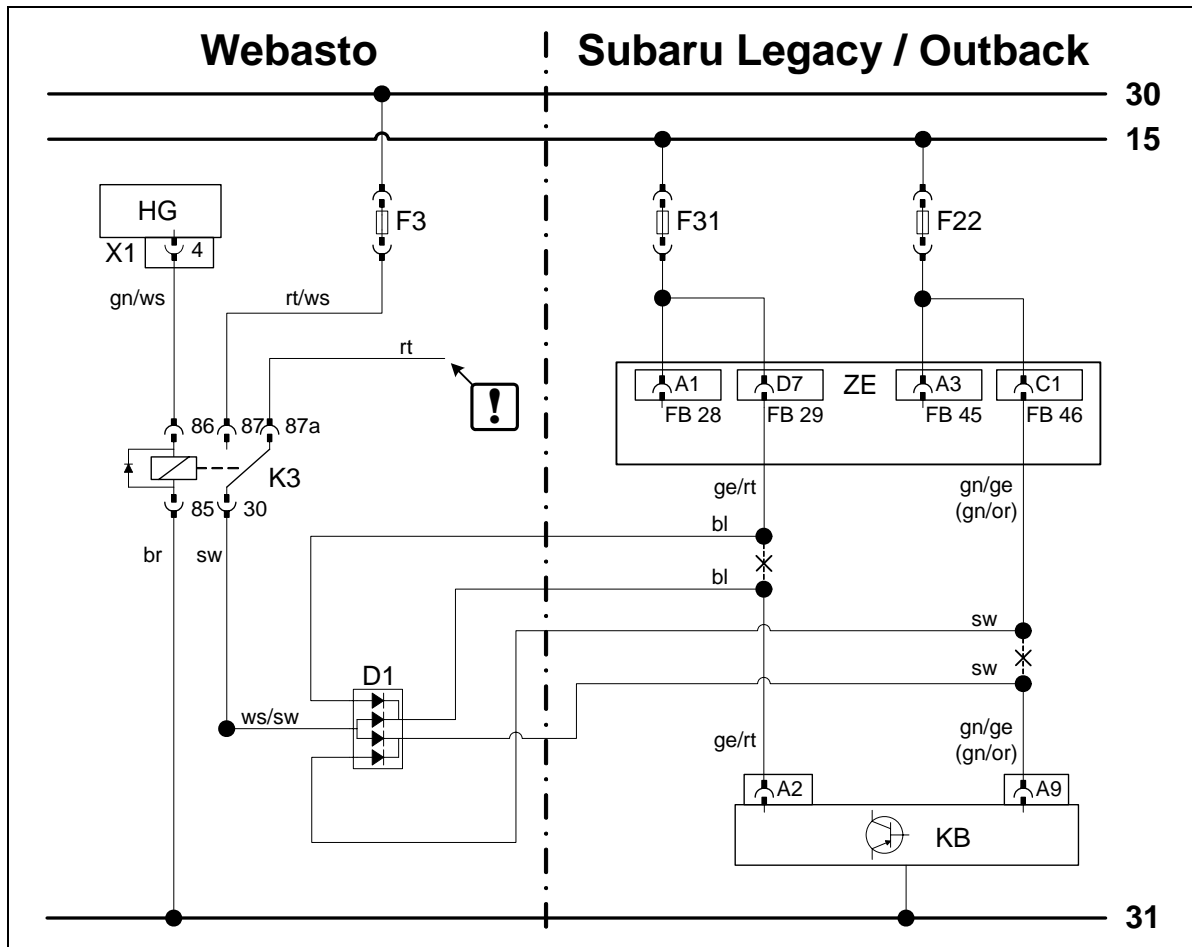 Webasto
Subaru Legacy / Outback
30
15
HG
X1
4
F3
F31
F22
gn/ws
rt/ws
rt
!
A1
D7
ZE
A3
C1
FB 28
FB 29
FB 45
FB 46
86
87
87a
K3
85
30
ge/rt
gn/ge
(gn/or)
br
sw
bl
bl
sw
sw
D1
ws/sw
ge/rt
gn/ge
(gn/or)
A2
A9
KB
31